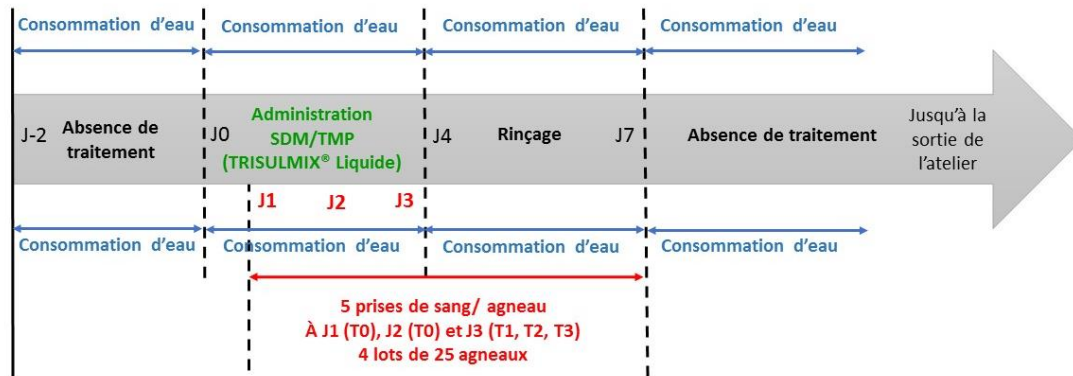 Consommation d'eau
Consommation d'eau
Consommation d'eau
Consommation d'eau
J-2
Absence de
traitement
J0
Administration
SDM/TMP
(TRISULMIX® Liquide)
J4
Rinçage
J7
Absence de traitement
Jusqu'à la
sortie de
l'atelier
J1
J2
J3
Consommation d'eau
Consommation d'eau
Consommation d'eau
Consommation d'eau
5 prises de sang/ agneau
À J1 (T0), J2 (T0) et J3 (T1, T2, T3)
4 lots de 25 agneaux